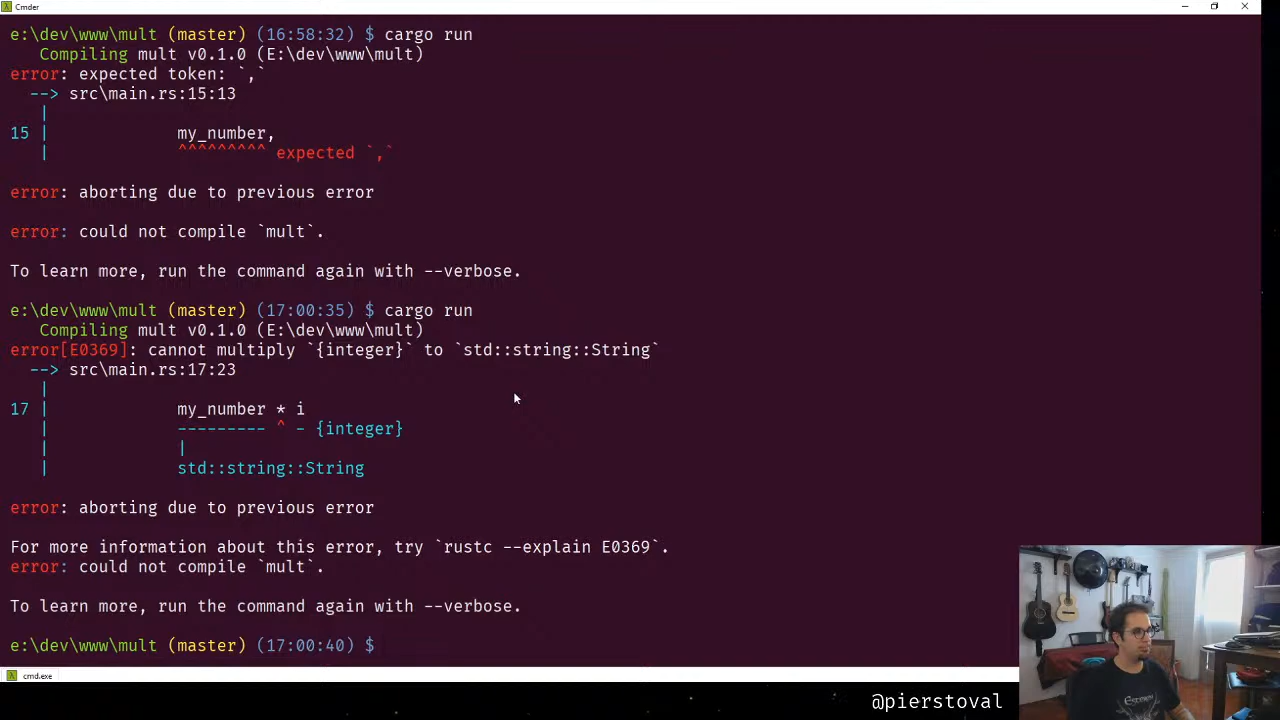 Cmder
e:\dev\www\mult (master) (16:58:32) $ cargo run
Compiling mult v0.1.0 (E:\dev\www\mult)
error: expected token: `,`
--> src\main.rs:15:13
|
15 | my_number,
| ^^^^^^^^^ expected `,`
error: aborting due to previous error
error: could not compile `mult`.
To learn more, run the command again with --verbose.
e:\dev\www\mult (master) (17:00:35) $ cargo run
Compiling mult v0.1.0 (E:\dev\www\mult)
error[E0369]: cannot multiply `{integer}` to `std::string::String`
--> src\main.rs:17:23
|
17 | my_number * i
| --------- ^ - {integer}
| |
| std::string::String
error: aborting due to previous error
For more information about this error, try `rustc --explain E0369`.
error: could not compile `mult`.
To learn more, run the command again with --verbose.
e:\dev\www\mult (master) (17:00:40) $
cmd.exe
@pierstoval